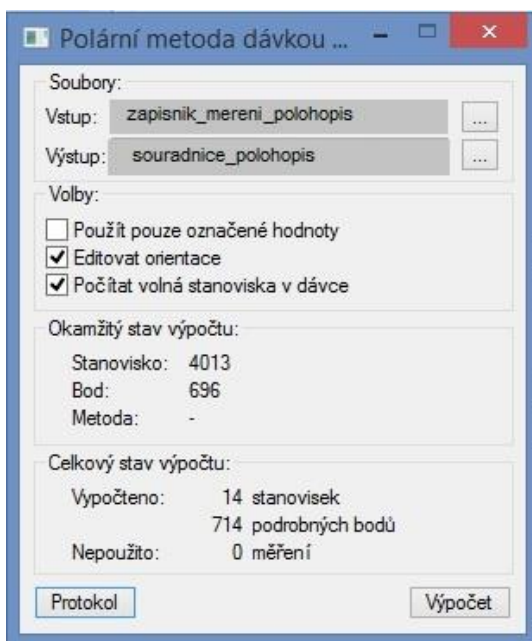 Polární metoda dávkou ...
Soubory:
Vstup: zapisnik_mereni_polohopis ...
Výstup: souradnice_polohopis ...
Volby:
Použít pouze označené hodnoty
Editovat orientace
Počítat volná stanoviska v dávce
Okamžitý stav výpočtu:
Stanovisko: 4013
Bod: 696
Metoda: -
Celkový stav výpočtu:
Vypočteno: 14 stanovisek
714 podrobných bodů
Nepoužito: 0 měření
Protokol Výpočet